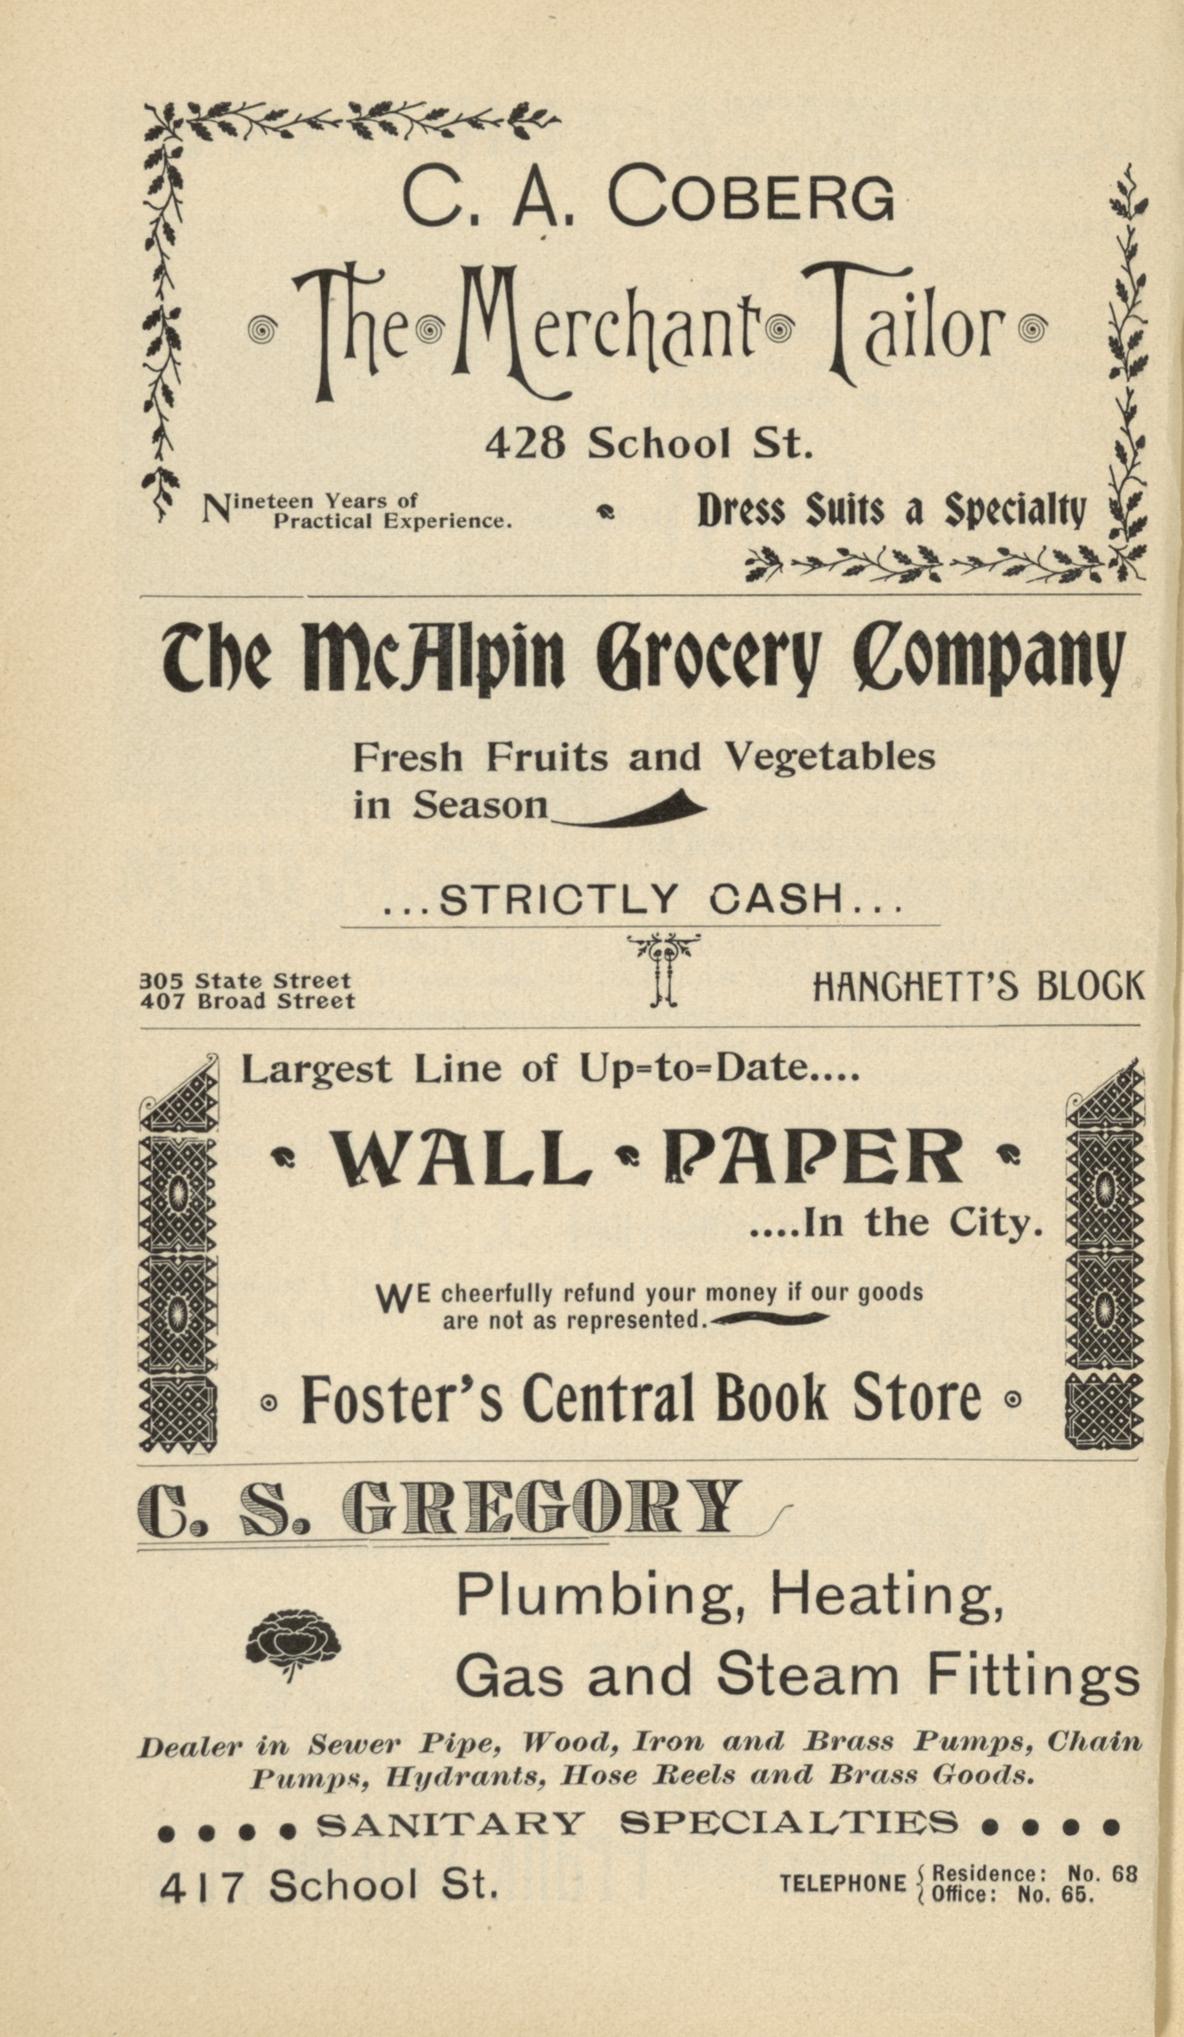 C. A. COBERG
The Merchant Tailor
428 School St.
Nineteen Years of
Practical Experience.
Dress Suits a Specialty
The McAlpin Grocery Company
Fresh Fruits and Vegetables
in Season
...STRICTLY CASH...
305 State Street
407 Broad Street
HANCHETT'S BLOCK
Largest Line of Up=to=Date....
WALL PAPER
....In the City.
WE cheerfully refund your money if our goods
are not as represented.
Foster's Central Book Store
C. S. GREGORY
Plumbing, Heating,
Gas and Steam Fittings
Dealer in Sewer Pipe, Wood, Iron and Brass Pumps, Chain
Pumps, Hydrants, Hose Reels and Brass Goods.
• • • • SANITARY SPECIALTIES • • • •
417 School St.
TELEPHONE { Residence: No. 68
Office: No. 65.